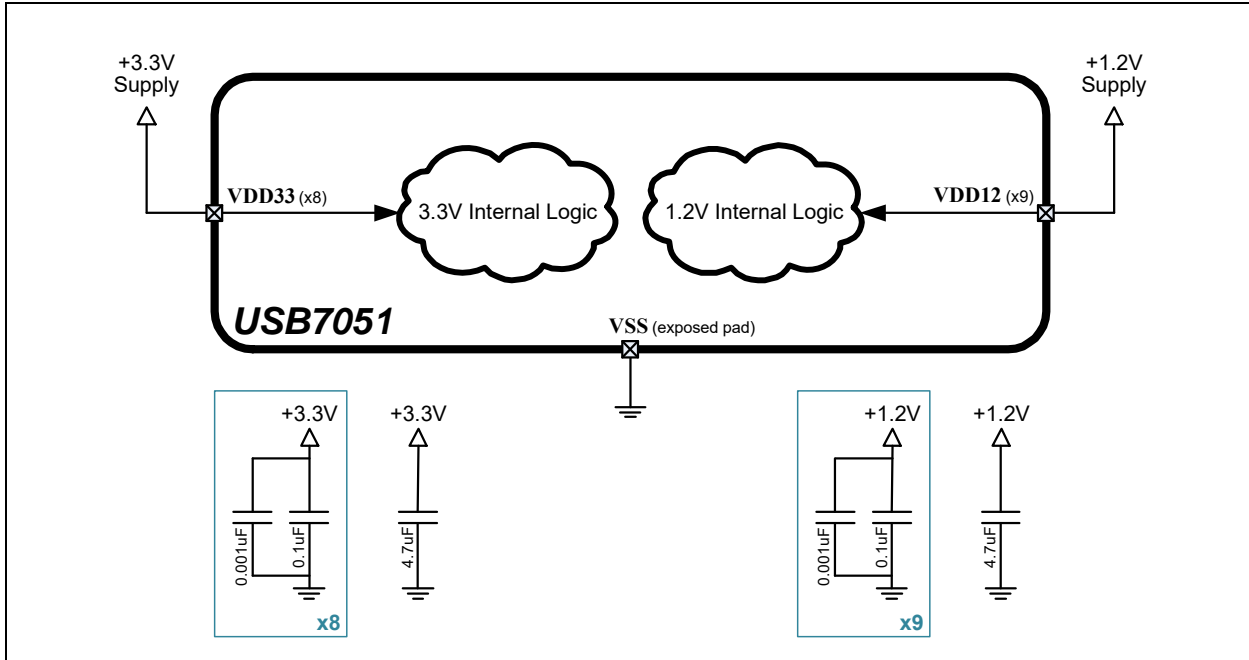 +3.3V
Supply
+1.2V
Supply
VDD33 (x8)
3.3V Internal Logic
1.2V Internal Logic
VDD12 (x9)
USB7051
VSS (exposed pad)
+3.3V
+3.3V
+1.2V
+1.2V
0.001uF
0.1uF
4.7uF
0.001uF
0.1uF
4.7uF
x8
x9